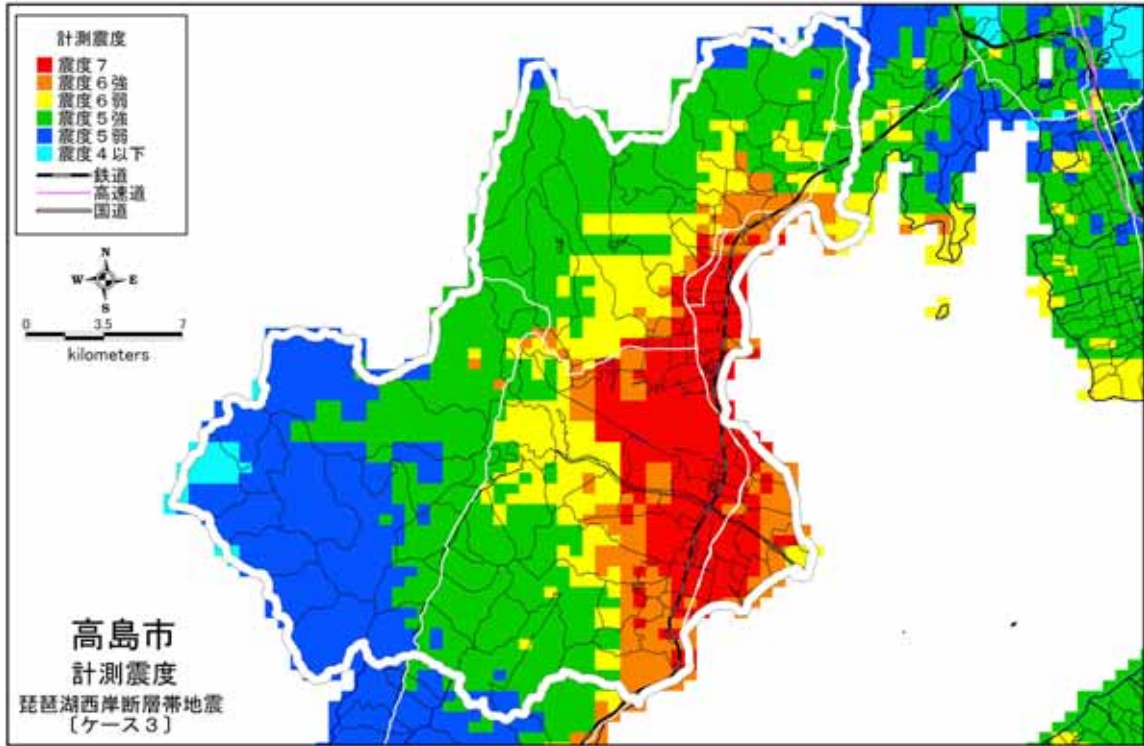 計測震度
震度7
震度6強
震度6弱
震度5強
震度5弱
震度4以下
鉄道
高速道
国道
N
W E
S
0 3.5 7
kilometers
高島市
計測震度
琵琶湖西岸断層帯地震
〔ケース3〕